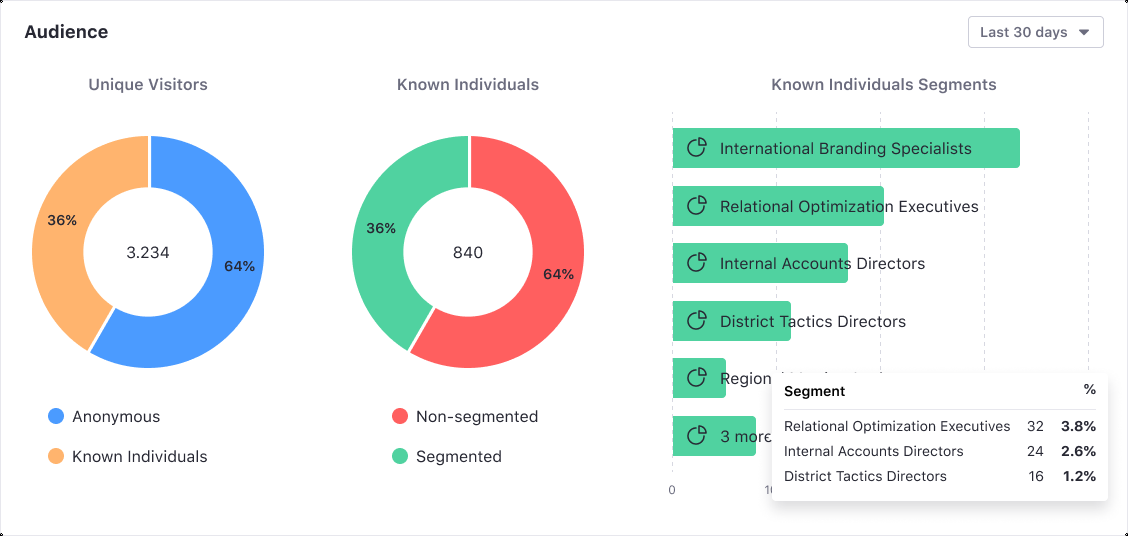 Audience
Last 30 days
Unique Visitors
Known Individuals
Known Individuals Segments
36%
3.234
64%
Anonymous
Known Individuals
36%
840
64%
Non-segmented
Segmented
International Branding Specialists
Relational Optimization Executives
Internal Accounts Directors
District Tactics Directors
3 more
0
Segment %
Relational Optimization Executives 32 3.8%
Internal Accounts Directors 24 2.6%
District Tactics Directors 16 1.2%